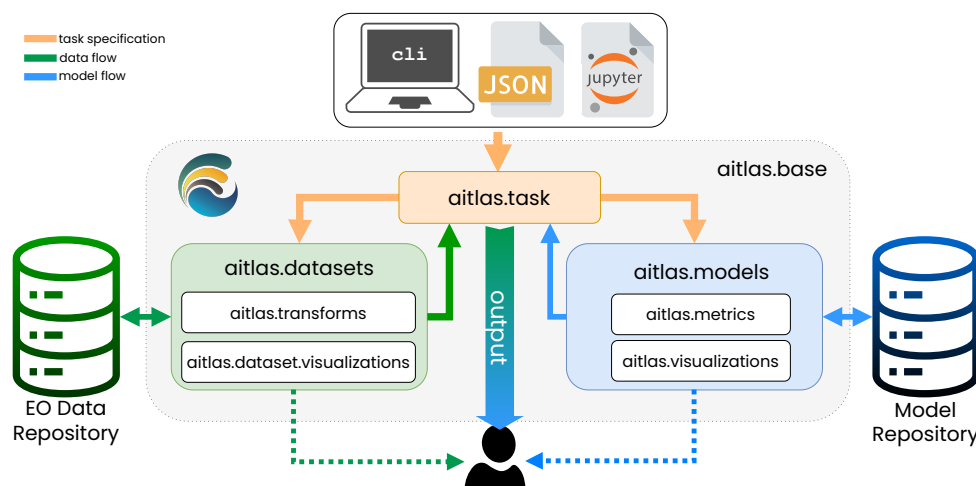 task specification
data flow
model flow
cli
JSON
jupyter
aitlas.base
aitlas.task
aitlas.datasets
aitlas.transforms
aitlas.dataset.visualizations
output
aitlas.models
aitlas.metrics
aitlas.visualizations
EO Data
Repository
Model
Repository